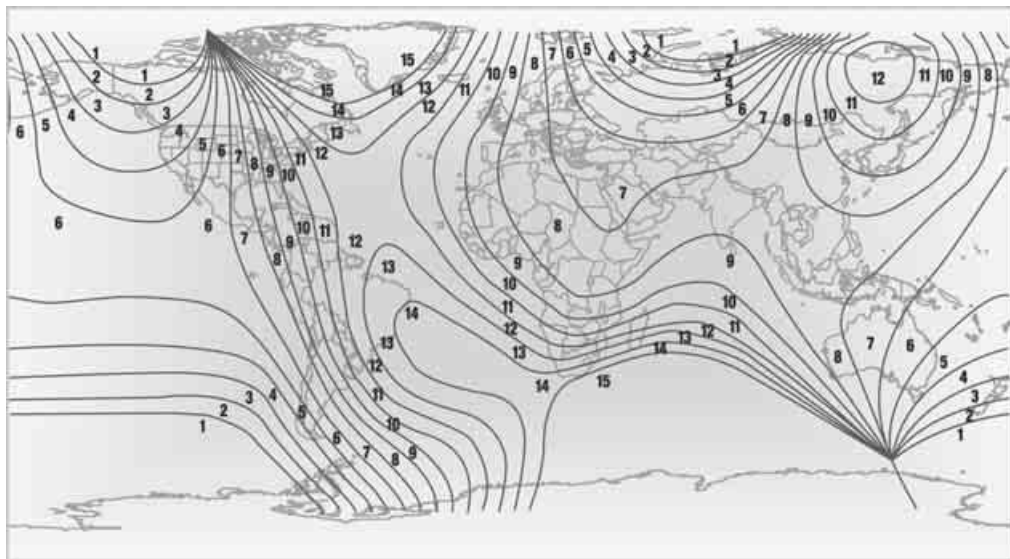 1 15 7 6 5 4 3 2 1 1
2 1 15 14 13 12 11 10 9 8 2 3 12 11 10 9 8
3 2 14 4
4 3 13 5 11
5 4 12 6 7 8 9 10
6 5 6 7 8 9 10 11
7
6 6 7 8 9 10 11 12 8
13 9 9
14 10 10
11 11
13 12 12 13 8 7 6
12 13 14 5
4 11 14 15 4
3 5 10 3
2 6 9 2
1 7 8 1